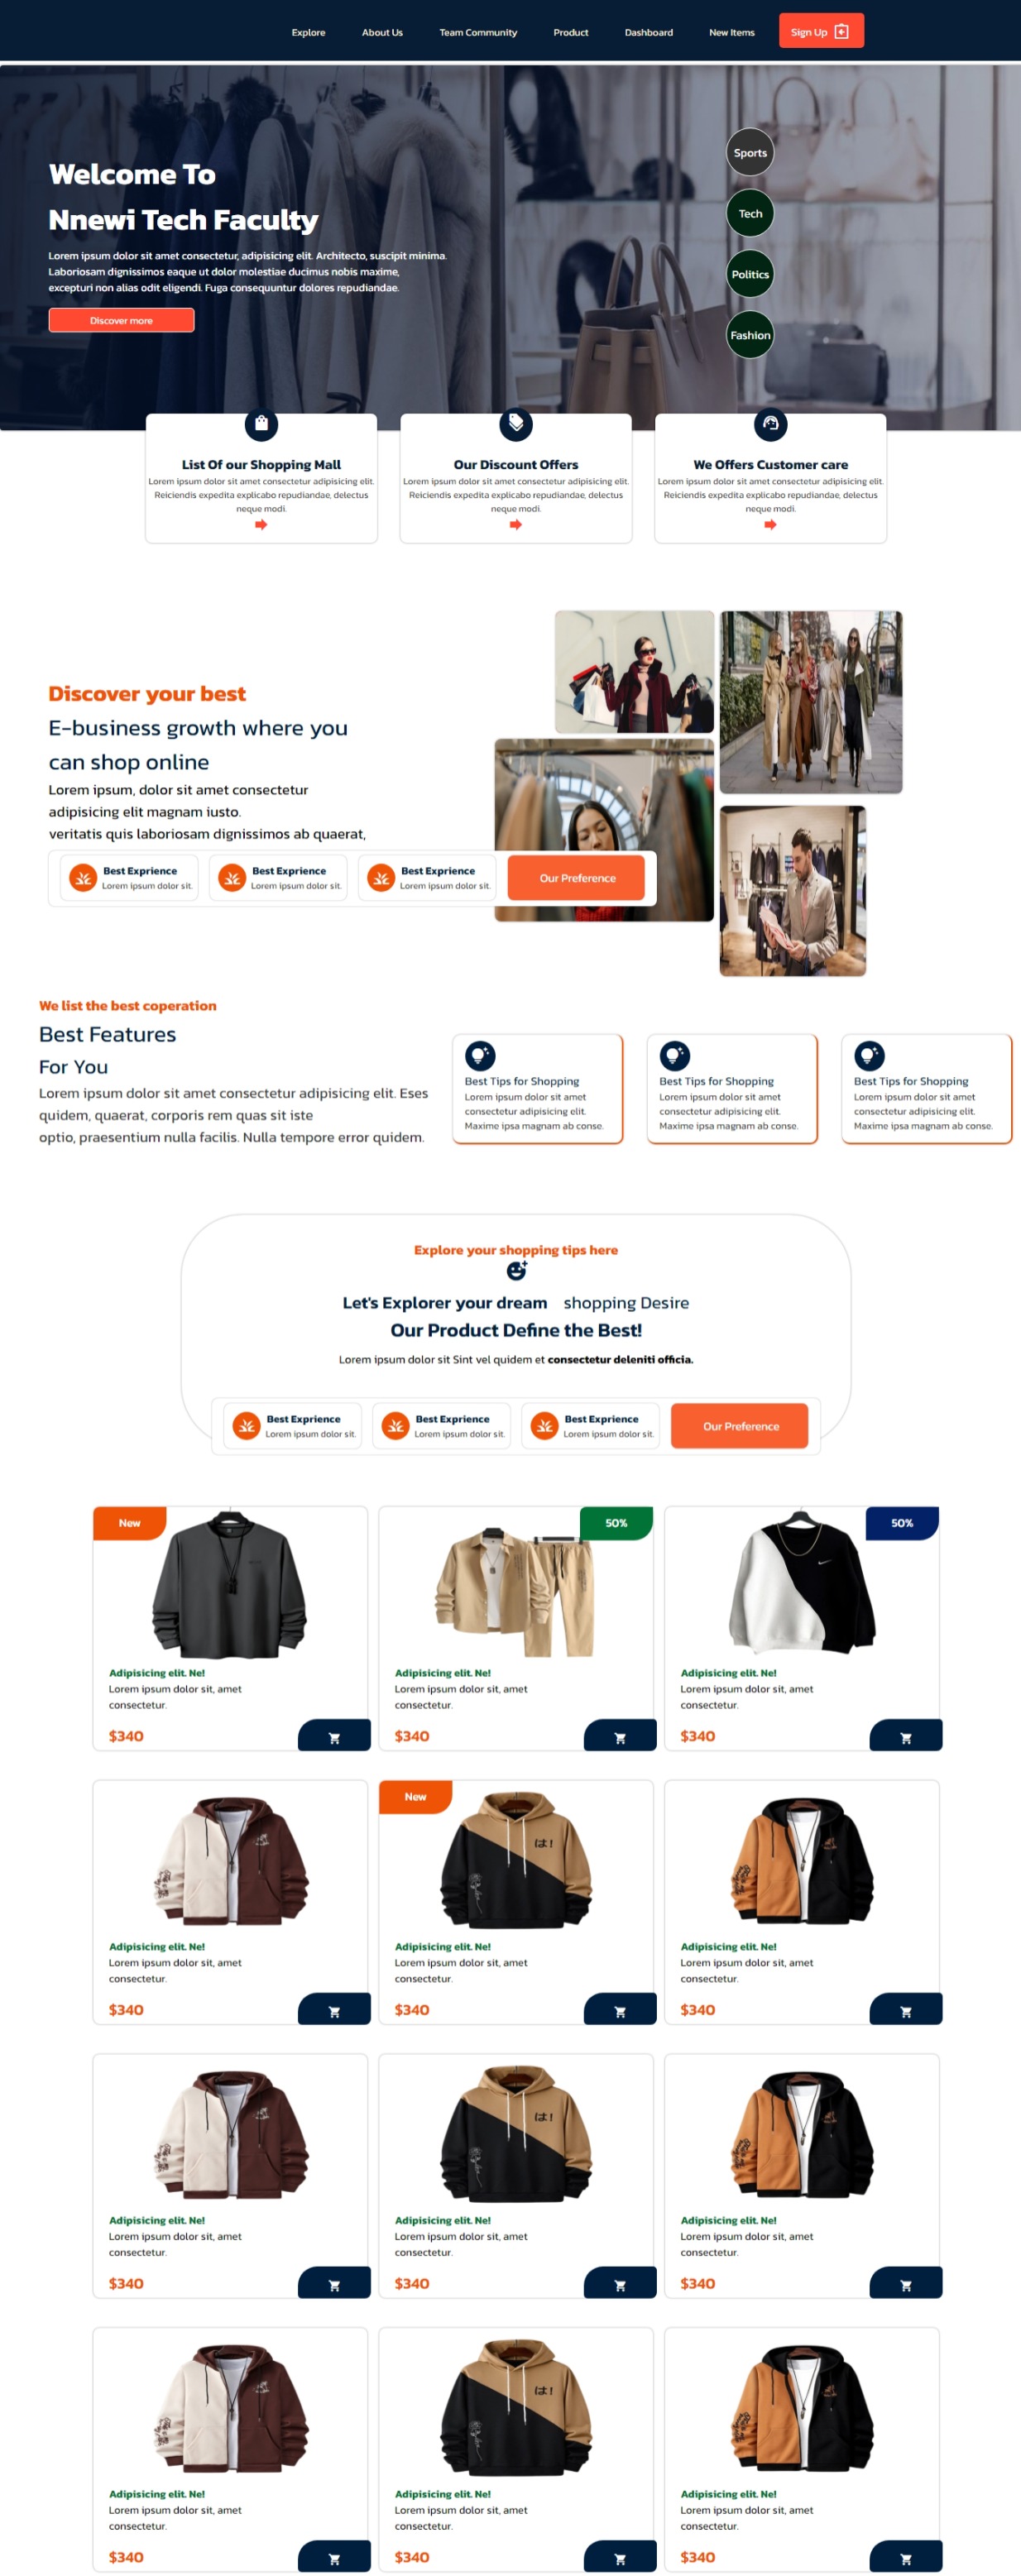 Explore
About Us
Team Community
Product
Dashboard
New Items
Sign Up
Welcome To
Nnewi Tech Faculty
Lorem ipsum dolor sit amet consectetur, adipisicing elit. Architecto, suscipit minima.
Laboriosam dignissimos eaque ut dolor molestiae ducimus nobis maxime,
excepturi non alias odit eligendi. Fuga consequuntur dolores repudiandae.
Discover more
Sports
Tech
Politics
Fashion
List Of our Shopping Mall
Lorem ipsum dolor sit amet consectetur adipisicing elit.
Reiciendis expedita explicabo repudiandae, delectus
neque modi.
Our Discount Offers
Lorem ipsum dolor sit amet consectetur adipisicing elit.
Reiciendis expedita explicabo repudiandae, delectus
neque modi.
We Offers Customer care
Lorem ipsum dolor sit amet consectetur adipisicing elit.
Reiciendis expedita explicabo repudiandae, delectus
neque modi.
Discover your best
E-business growth where you
can shop online
Lorem ipsum, dolor sit amet consectetur
adipisicing elit magnam iusto.
veritatis quis laboriosam dignissimos ab quaerat,
Best Exprience
Lorem ipsum dolor sit.
Best Exprience
Lorem ipsum dolor sit.
Best Exprience
Lorem ipsum dolor sit.
Our Preference
We list the best coperation
Best Features
For You
Lorem ipsum dolor sit amet consectetur adipisicing elit. Eses
quidem, quaerat, corporis rem quas sit iste
optio, praesentium nulla facilis. Nulla tempore error quidem.
Best Tips for Shopping
Lorem ipsum dolor sit amet
consectetur adipisicing elit.
Maxime ipsa magnam ab conse.
Best Tips for Shopping
Lorem ipsum dolor sit amet
consectetur adipisicing elit.
Maxime ipsa magnam ab conse.
Best Tips for Shopping
Lorem ipsum dolor sit amet
consectetur adipisicing elit.
Maxime ipsa magnam ab conse.
Explore your shopping tips here
Let's Explorer your dream shopping Desire
Our Product Define the Best!
Lorem ipsum dolor sit Sint vel quidem et consectetur deleniti officia.
Best Exprience
Lorem ipsum dolor sit.
Best Exprience
Lorem ipsum dolor sit.
Best Exprience
Lorem ipsum dolor sit.
Our Preference
New
Adipisicing elit. Ne!
Lorem ipsum dolor sit, amet
consectetur.
$340
50%
Adipisicing elit. Ne!
Lorem ipsum dolor sit, amet
consectetur.
$340
50%
Adipisicing elit. Ne!
Lorem ipsum dolor sit, amet
consectetur.
$340
Adipisicing elit. Ne!
Lorem ipsum dolor sit, amet
consectetur.
$340
New
は!
Adipisicing elit. Ne!
Lorem ipsum dolor sit, amet
consectetur.
$340
Adipisicing elit. Ne!
Lorem ipsum dolor sit, amet
consectetur.
$340
Adipisicing elit. Ne!
Lorem ipsum dolor sit, amet
consectetur.
$340
は!
Adipisicing elit. Ne!
Lorem ipsum dolor sit, amet
consectetur.
$340
Adipisicing elit. Ne!
Lorem ipsum dolor sit, amet
consectetur.
$340
Adipisicing elit. Ne!
Lorem ipsum dolor sit, amet
consectetur.
$340
は!
Adipisicing elit. Ne!
Lorem ipsum dolor sit, amet
consectetur.
$340
Adipisicing elit. Ne!
Lorem ipsum dolor sit, amet
consectetur.
$340